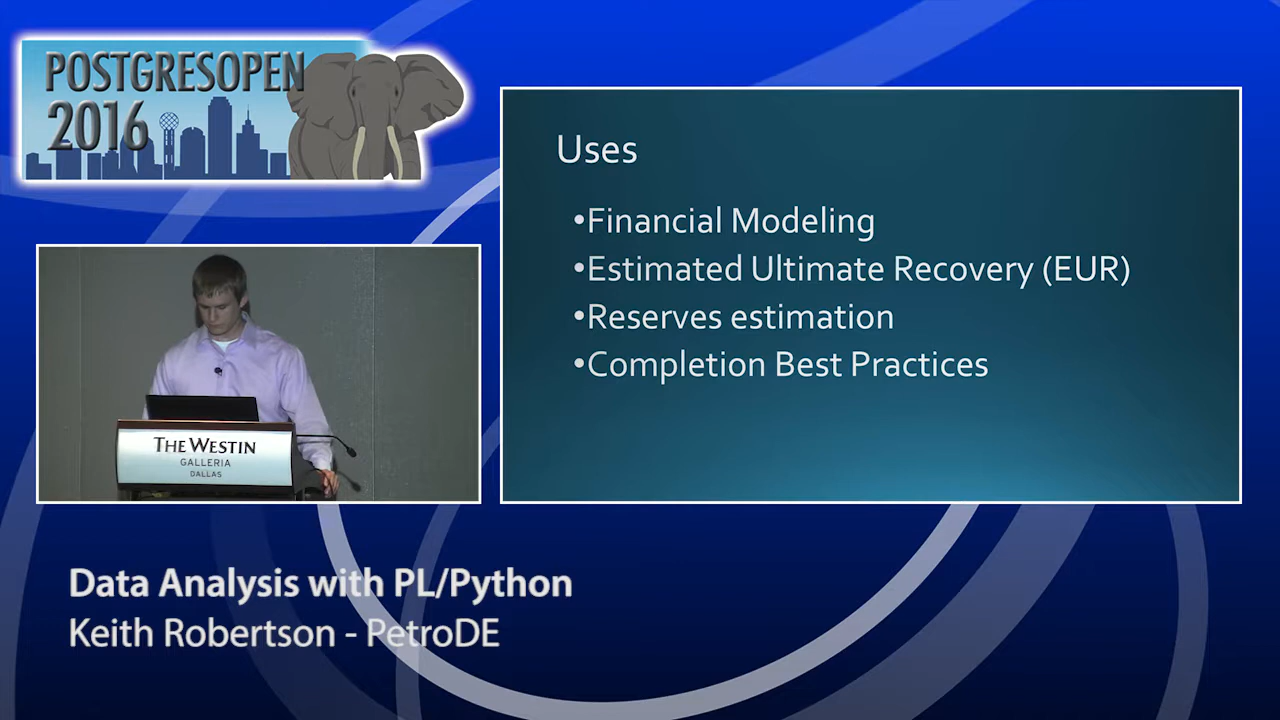 POSTGRESOPEN
2016
Uses
•Financial Modeling
•Estimated Ultimate Recovery (EUR)
•Reserves estimation
•Completion Best Practices
THE WESTIN
GALLERIA
DALLAS
Data Analysis with PL/Python
Keith Robertson - PetroDE